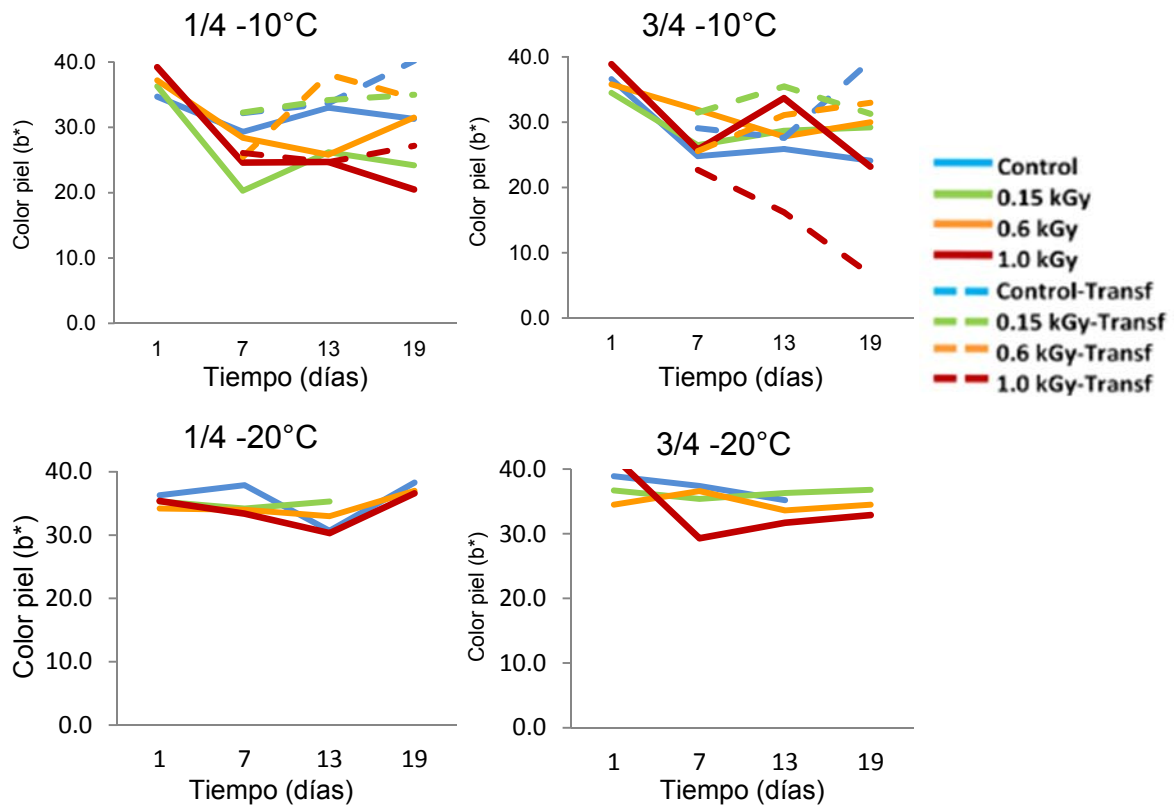 1/4 -10°C
40.0
30.0
20.0
10.0
0.0
Color piel (b*)
1 7 13 19
Tiempo (días)
3/4 -10°C
40.0
30.0
20.0
10.0
0.0
Color piel (b*)
1 7 13 19
Tiempo (días)
Control
0.15 kGy
0.6 kGy
1.0 kGy
Control-Transf
0.15 kGy-Transf
0.6 kGy-Transf
1.0 kGy-Transf
1/4 -20°C
40.0
30.0
20.0
10.0
0.0
Color piel (b*)
1 7 13 19
Tiempo (días)
3/4 -20°C
40.0
30.0
20.0
10.0
0.0
Color piel (b*)
1 7 13 19
Tiempo (días)